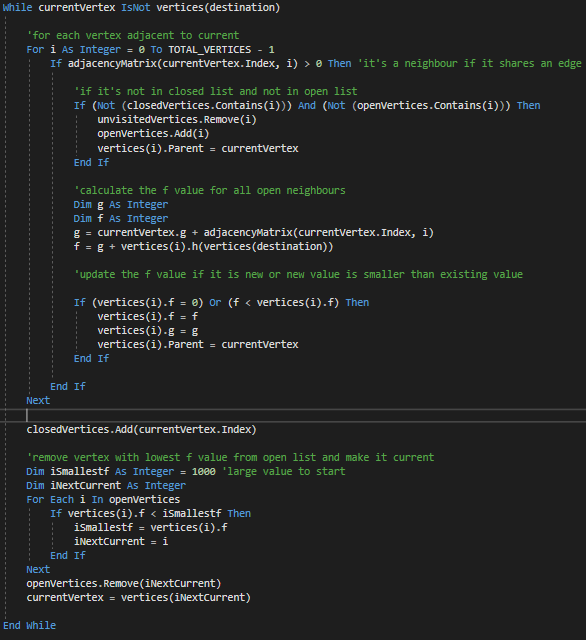 While currentVertex IsNot vertices(destination)
'for each vertex adjacent to current
For i As Integer = 0 To TOTAL_VERTICES - 1
If adjacencyMatrix(currentVertex.Index, i) > 0 Then 'it's a neighbour if it shares an edge
'if it's not in closed list and not in open list
If (Not (closedVertices.Contains(i))) And (Not (openVertices.Contains(i))) Then
unvisitedVertices.Remove(i)
openVertices.Add(i)
vertices(i).Parent = currentVertex
End If
'calculate the f value for all open neighbours
Dim g As Integer
Dim f As Integer
g = currentVertex.g + adjacencyMatrix(currentVertex.Index, i)
f = g + vertices(i).h(vertices(destination))
'update the f value if it is new or new value is smaller than existing value
If (vertices(i).f = 0) Or (f < vertices(i).f) Then
vertices(i).f = f
vertices(i).g = g
vertices(i).Parent = currentVertex
End If
End If
Next
closedVertices.Add(currentVertex.Index)
'remove vertex with lowest f value from open list and make it current
Dim iSmallestf As Integer = 1000 'large value to start
Dim iNextCurrent As Integer
For Each i In openVertices
If vertices(i).f < iSmallestf Then
iSmallestf = vertices(i).f
iNextCurrent = i
End If
Next
openVertices.Remove(iNextCurrent)
currentVertex = vertices(iNextCurrent)
End While